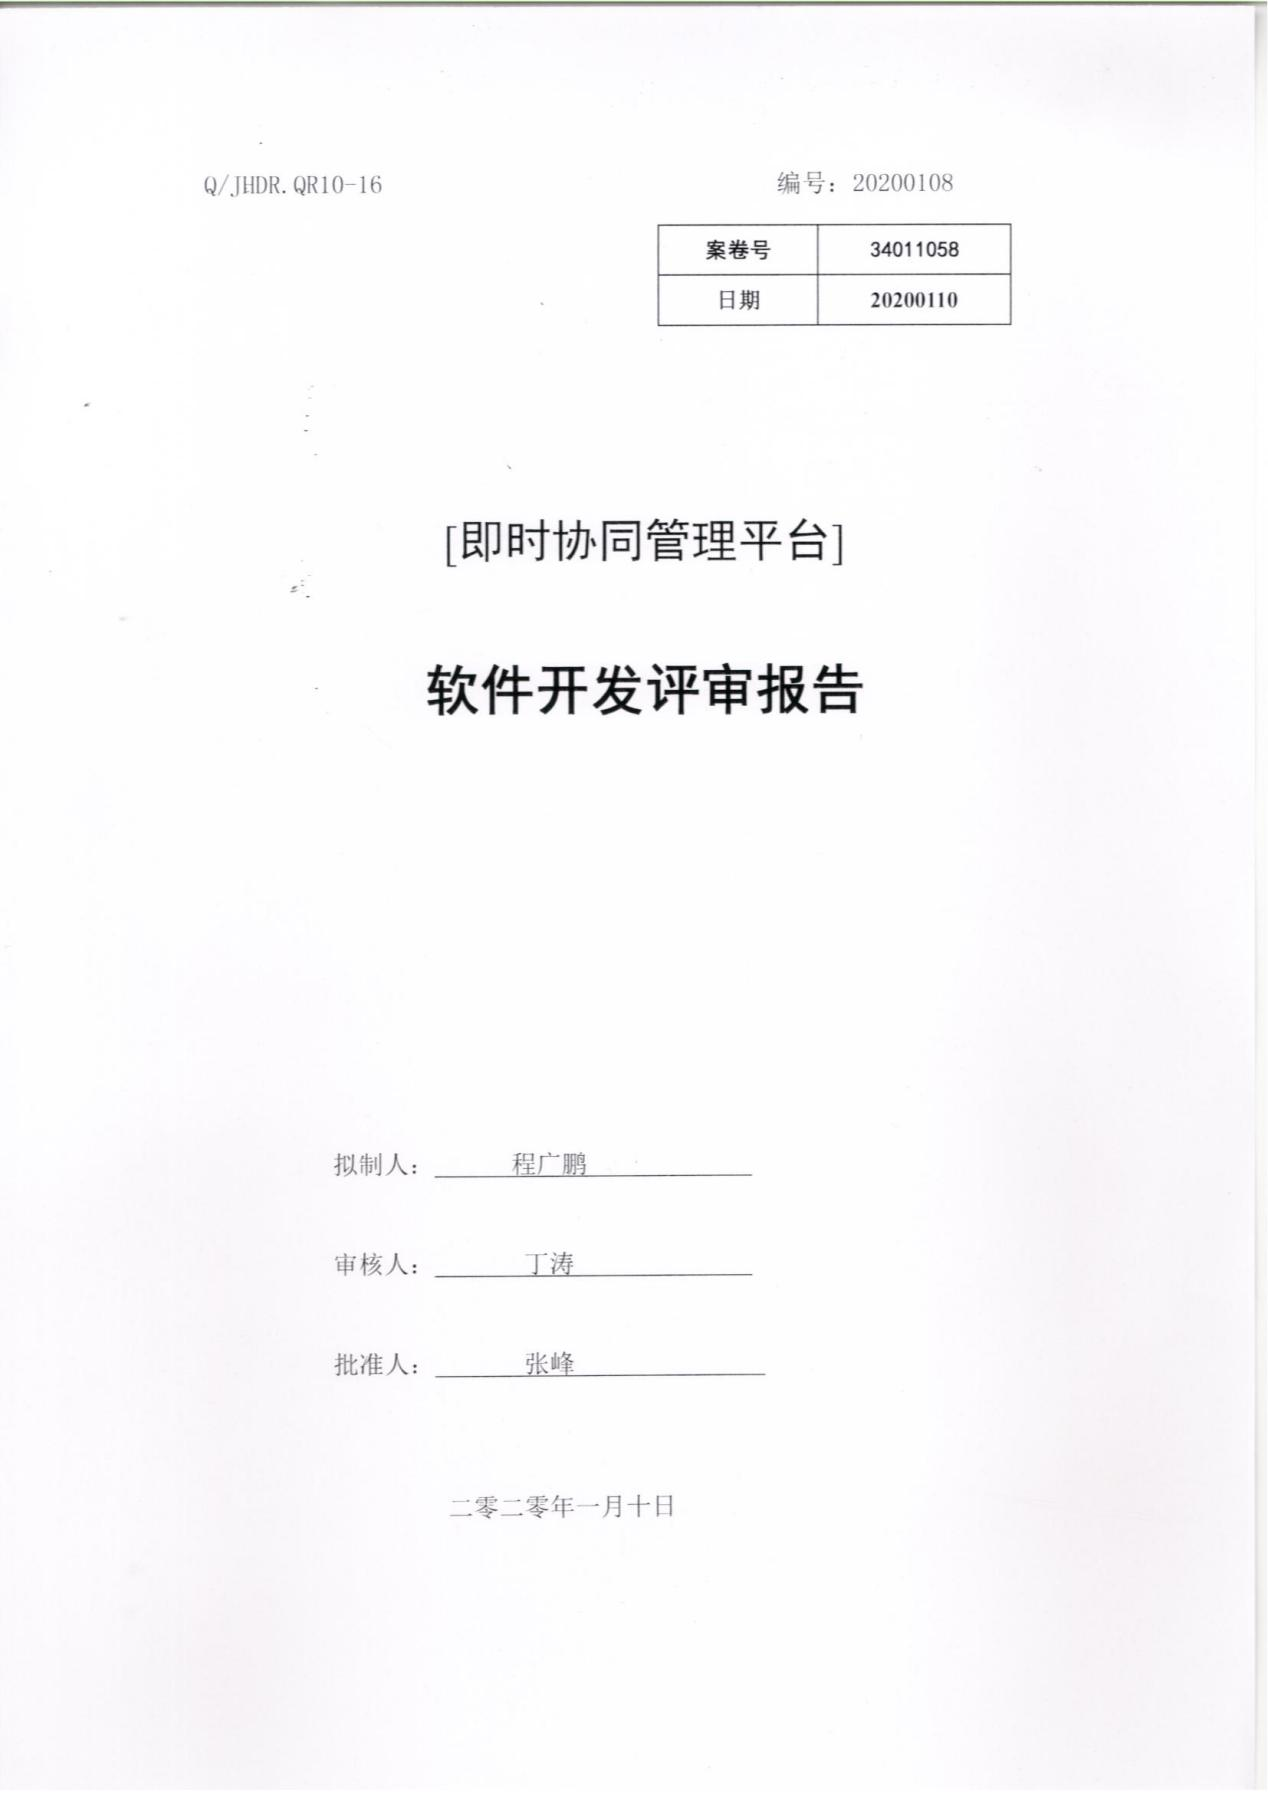 Q/JHDR.QR10-16 编号：20200108
案卷号 34011058
日期 20200110
[即时协同管理平台]
软件开发评审报告
拟制人：程广鹏
审核人：丁涛
批准人：张峰
二零二零年一月十日